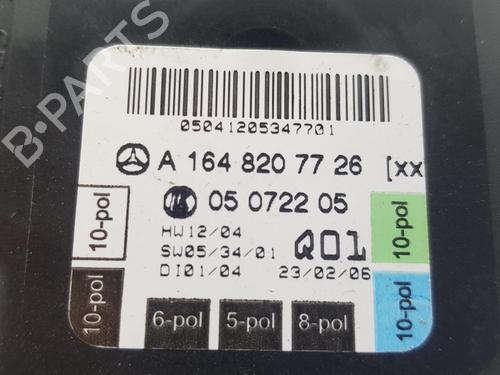 B-PARTS
05041205347701
A 164 820 77 26 [xx
05 0722 05
HW12/04
SW05/34/01
DI01/04
Q01
23/02/06
10-pol
10-pol
10-pol
10-pol
6-pol
5-pol
8-pol